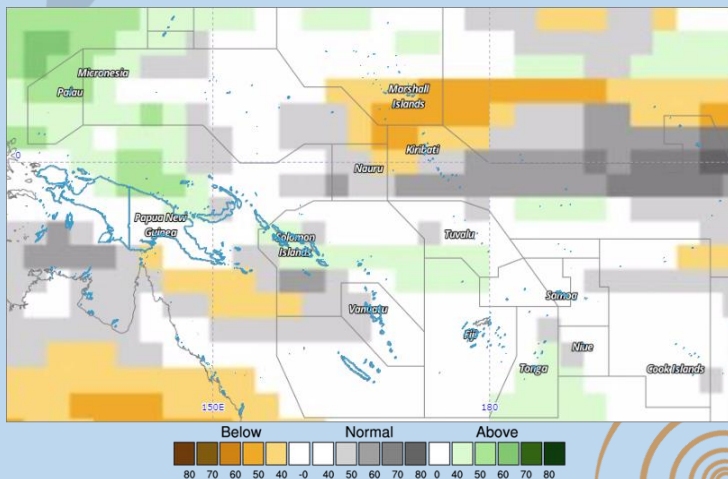 Micronesia
Palau
Marshall
Islands
Kiribati
0
Nauru
Papua New
Guinea
Solomon
Islands
Tuvalu
Samoa
Vanuatu
Fiji
Niue
Tonga
Cook Islands
150E
180
Below Normal Above
80 70 60 50 40 -0 40 50 60 70 80 0 40 50 60 70 80